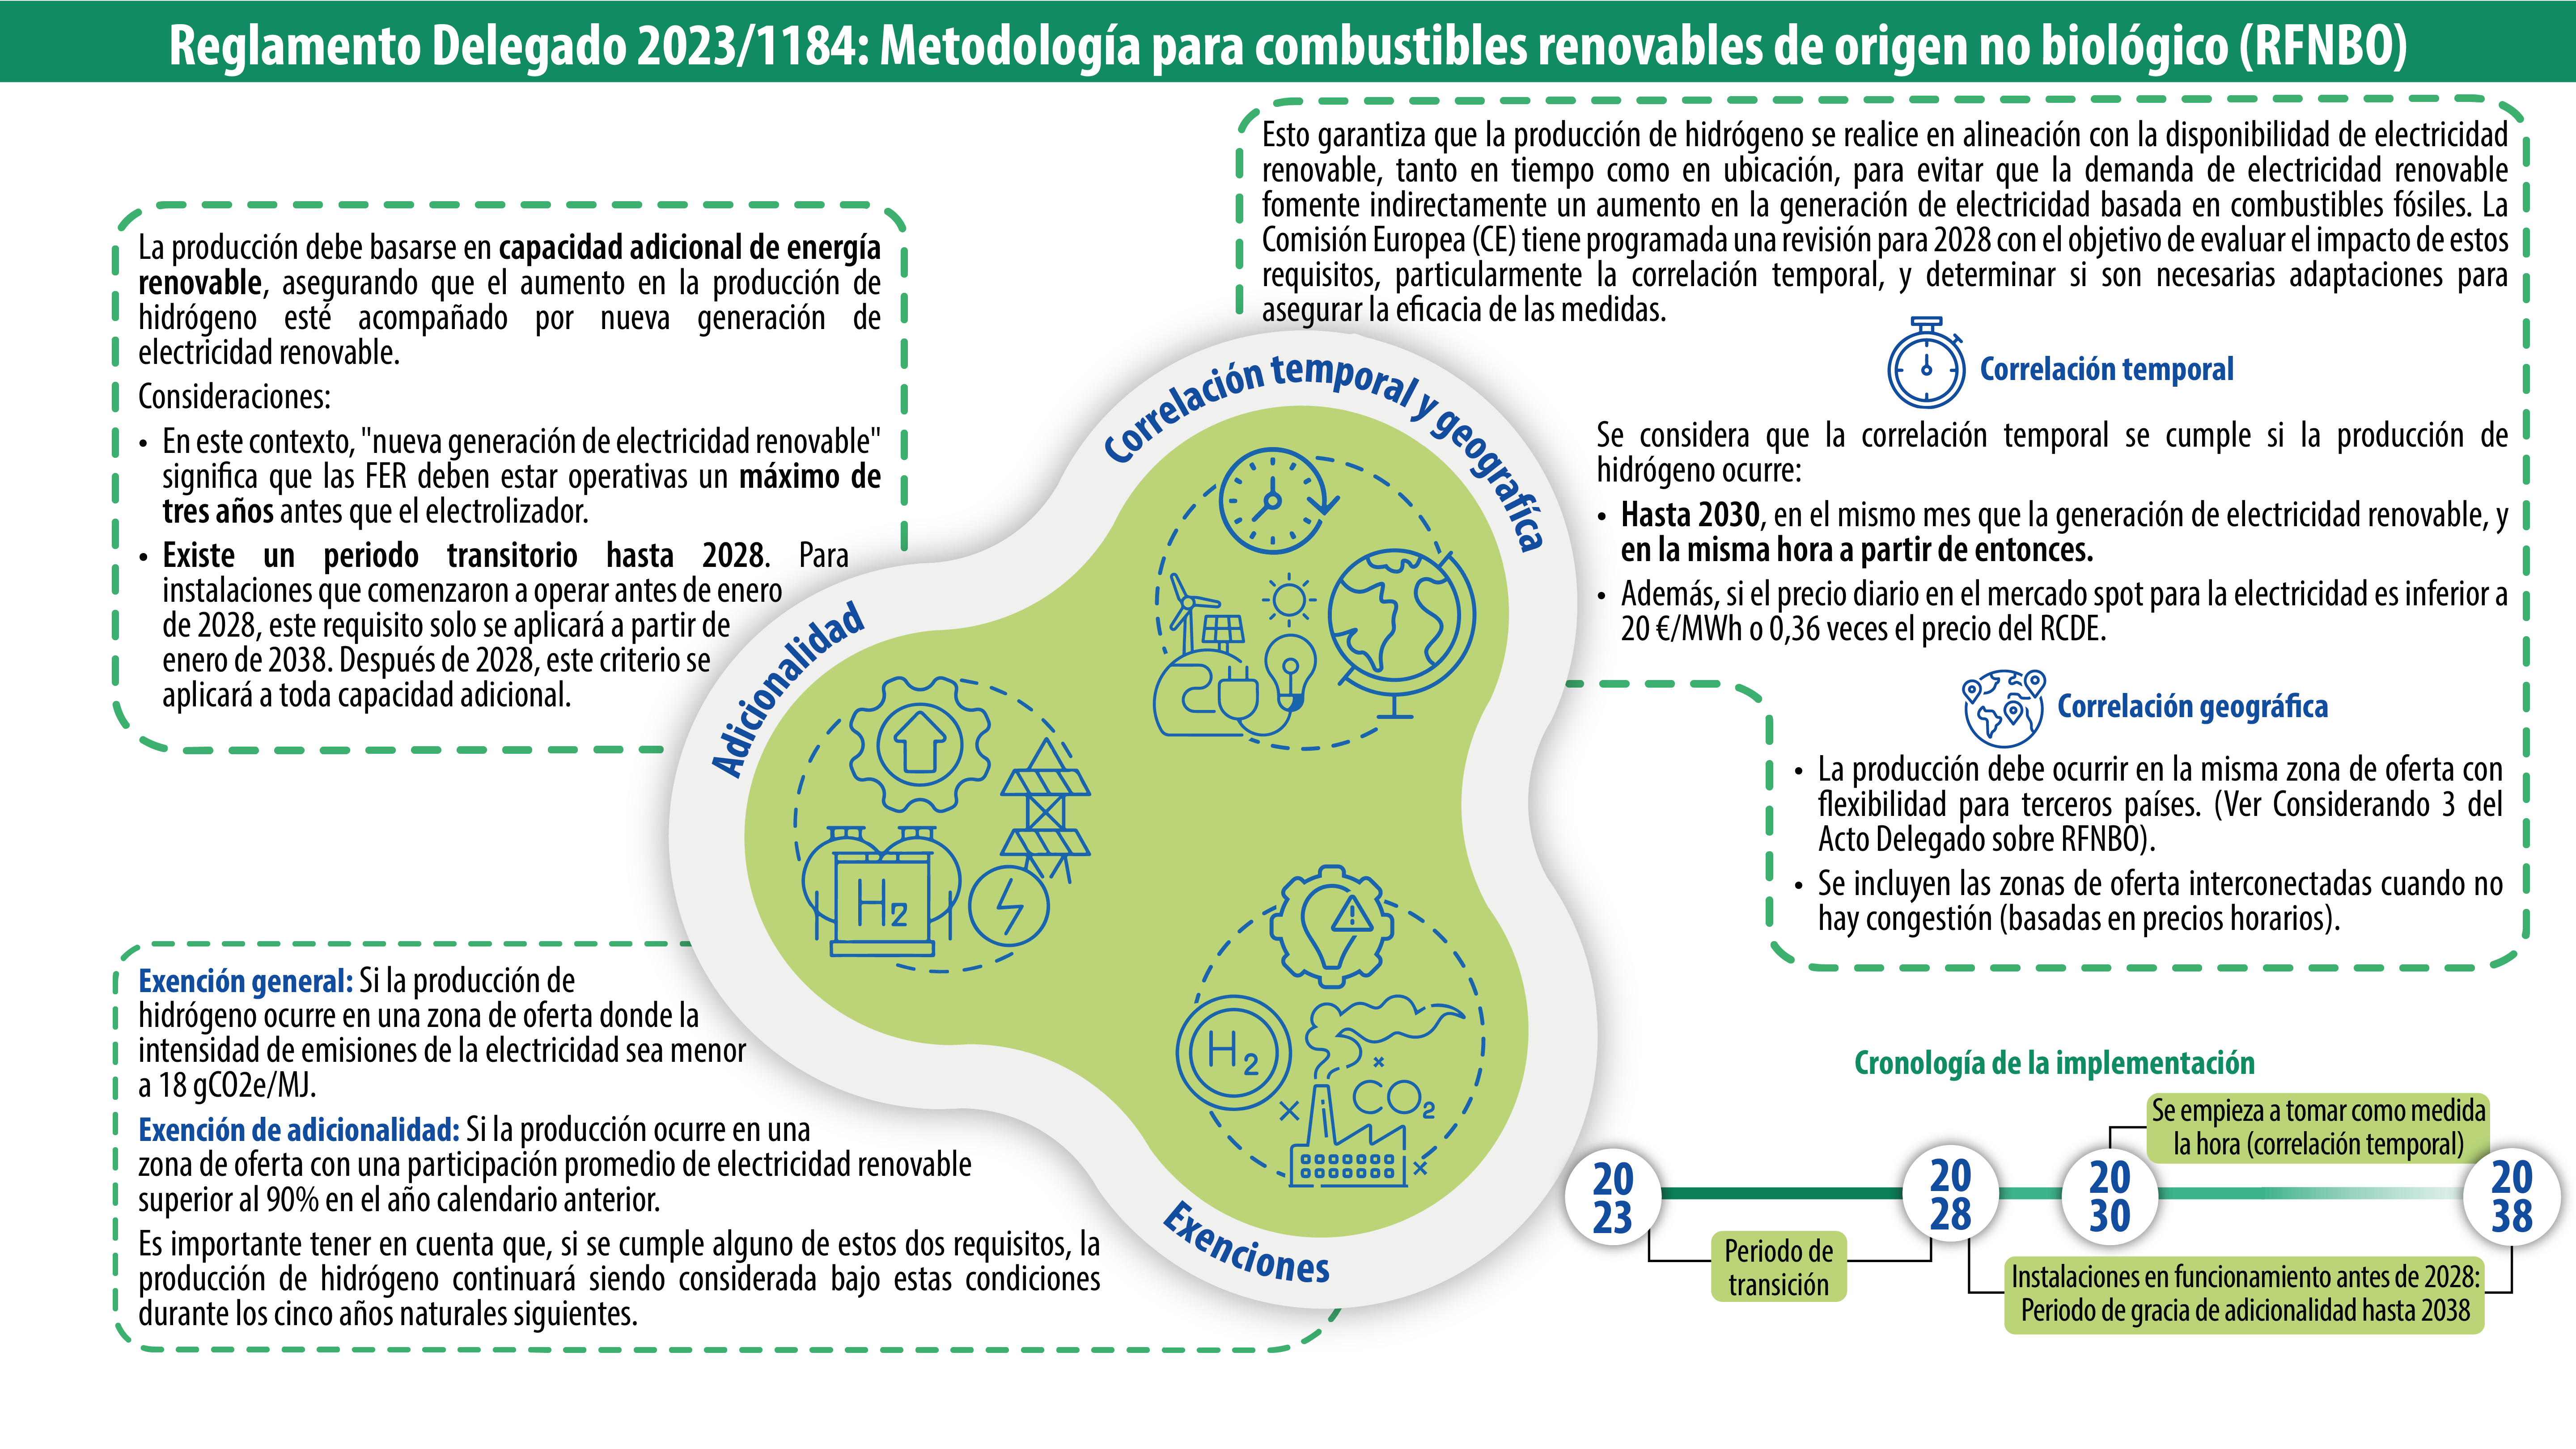 Reglamento Delegado 2023/1184: Metodología para combustibles renovables de origen no biológico (RFNBO)
La producción debe basarse en capacidad adicional de energía
renovable, asegurando que el aumento en la producción de
hidrógeno esté acompañado por nueva generación de
electricidad renovable.
Consideraciones:
• En este contexto, "nueva generación de electricidad renovable"
significa que las FER deben estar operativas un máximo de
tres años antes que el electrolizador.
• Existe un periodo transitorio hasta 2028. Para
instalaciones que comenzaron a operar antes de enero
de 2028, este requisito solo se aplicará a partir de
enero de 2038. Después de 2028, este criterio se
aplicará a toda capacidad adicional.
Esto garantiza que la producción de hidrógeno se realice en alineación con la disponibilidad de electricidad
renovable, tanto en tiempo como en ubicación, para evitar que la demanda de electricidad renovable
fomente indirectamente un aumento en la generación de electricidad basada en combustibles fósiles. La
Comisión Europea (CE) tiene programada una revisión para 2028 con el objetivo de evaluar el impacto de estos
requisitos, particularmente la correlación temporal, y determinar si son necesarias adaptaciones para
asegurar la eficacia de las medidas.
Correlación temporal
Se considera que la correlación temporal se cumple si la producción de
hidrógeno ocurre:
• Hasta 2030, en el mismo mes que la generación de electricidad renovable, y
en la misma hora a partir de entonces.
• Además, si el precio diario en el mercado spot para la electricidad es inferior a
20 €/MWh o 0,36 veces el precio del RCDE.
Correlación geográfica
• La producción debe ocurrir en la misma zona de oferta con
flexibilidad para terceros países. (Ver Considerando 3 del
Acto Delegado sobre RFNBO).
• Se incluyen las zonas de oferta interconectadas cuando no
hay congestión (basadas en precios horarios).
Correlación temporal y geografíca
Adicionalidad
H2
H2
CO2
Exenciones
Exención general: Si la producción de
hidrógeno ocurre en una zona de oferta donde la
intensidad de emisiones de la electricidad sea menor
a 18 gCO2e/MJ.
Exención de adicionalidad: Si la producción ocurre en una
zona de oferta con una participación promedio de electricidad renovable
superior al 90% en el año calendario anterior.
Es importante tener en cuenta que, si se cumple alguno de estos dos requisitos, la
producción de hidrógeno continuará siendo considerada bajo estas condiciones
durante los cinco años naturales siguientes.
Cronología de la implementación
Se empieza a tomar como medida
la hora (correlación temporal)
20
23
20
28
20
30
20
38
Periodo de
transición
Instalaciones en funcionamiento antes de 2028:
Periodo de gracia de adicionalidad hasta 2038